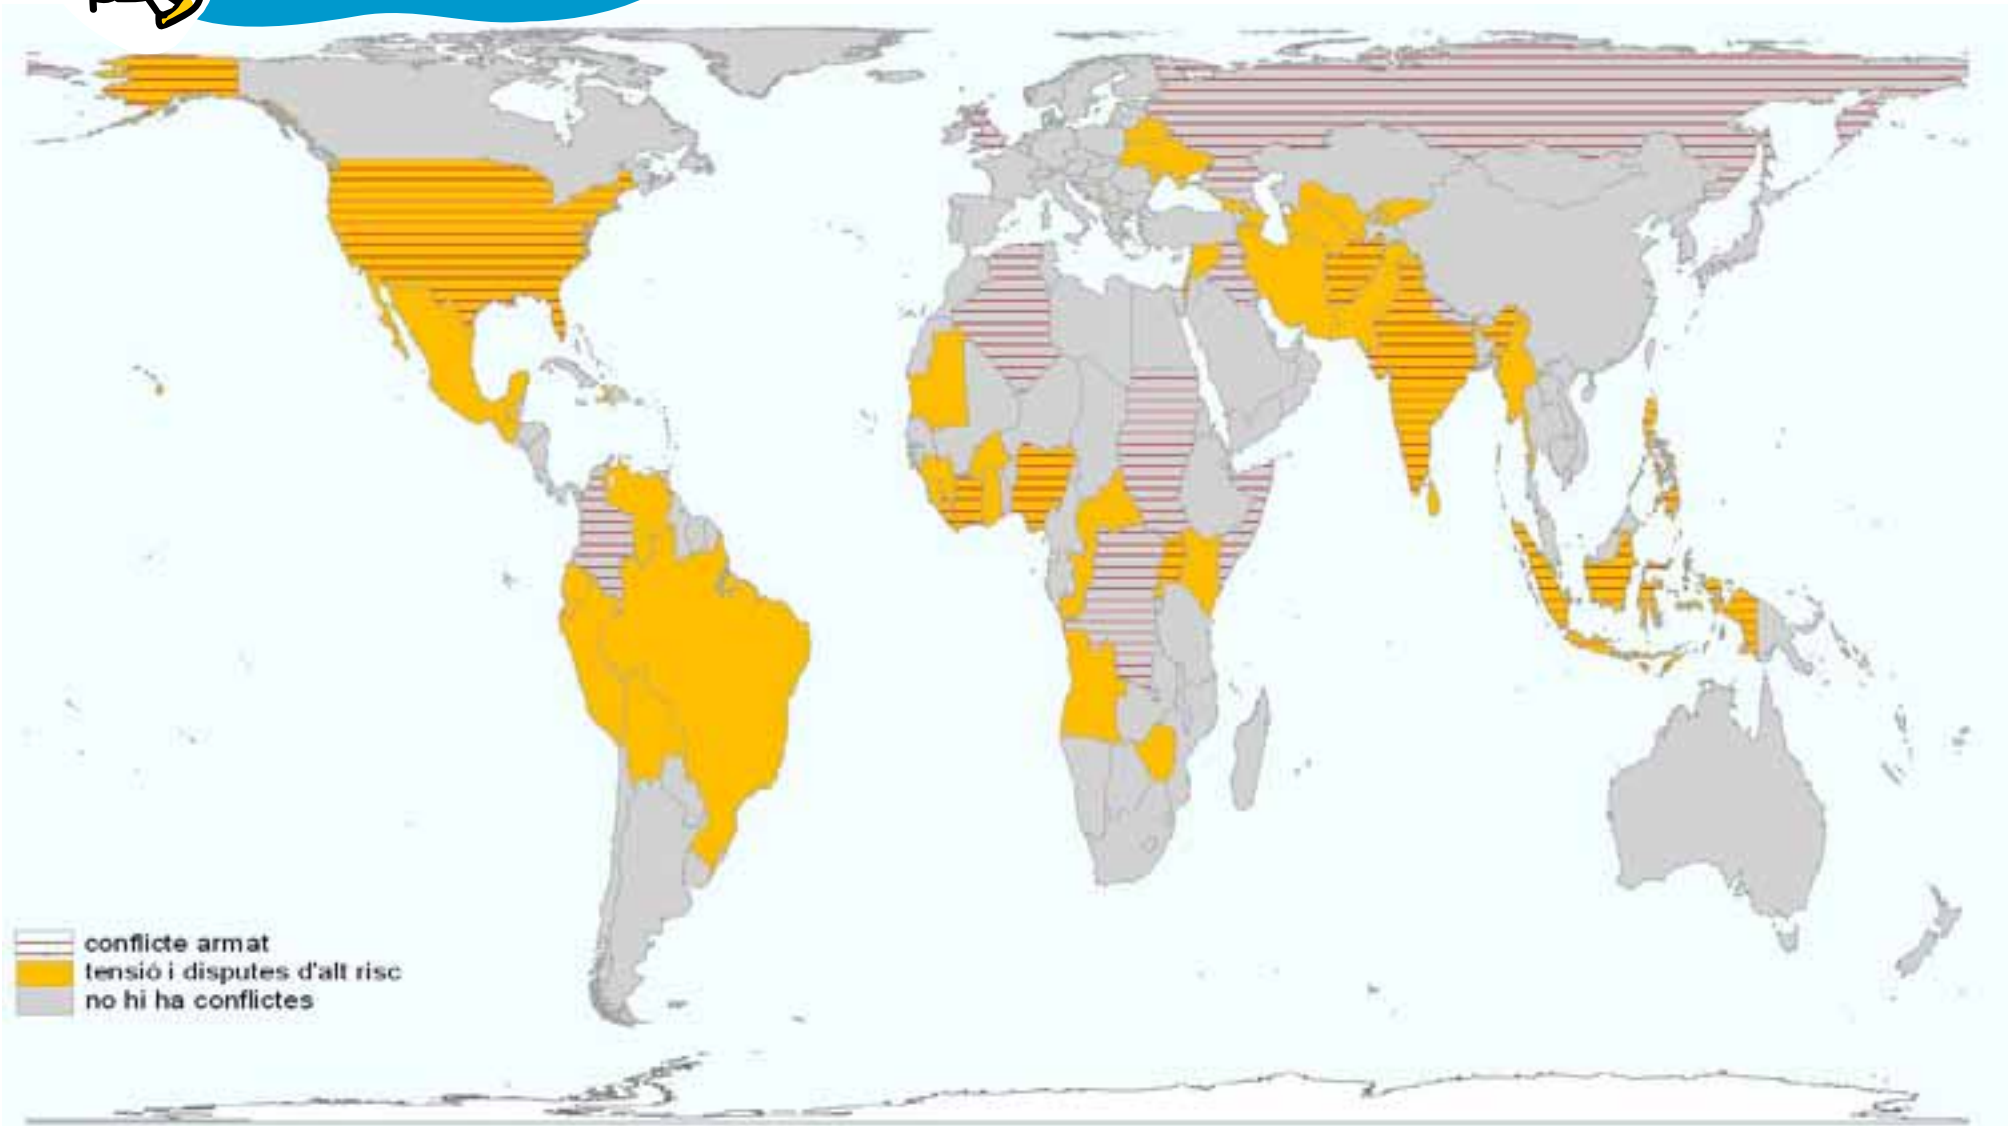 conflicte armat
tensió i disputes d'alt risc
no hi ha conflictes